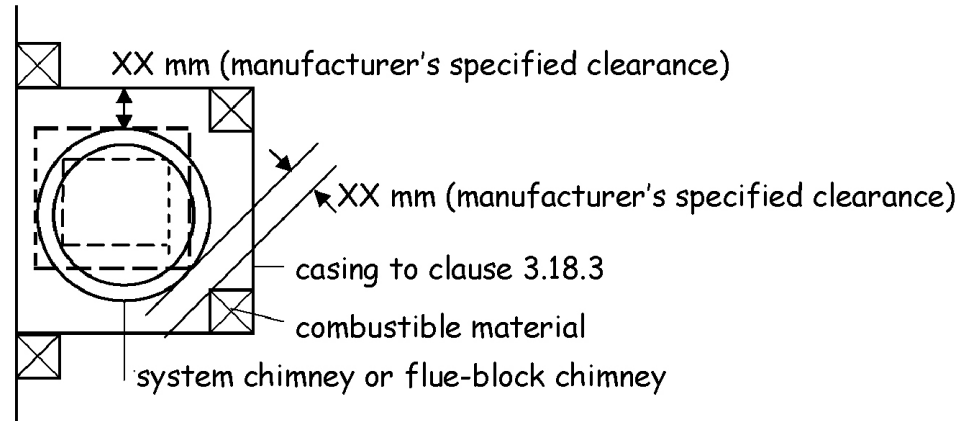 XX mm (manufacturer's specified clearance)
XX mm (manufacturer's specified clearance)
casing to clause 3.18.3
combustible material
system chimney or flue-block chimney